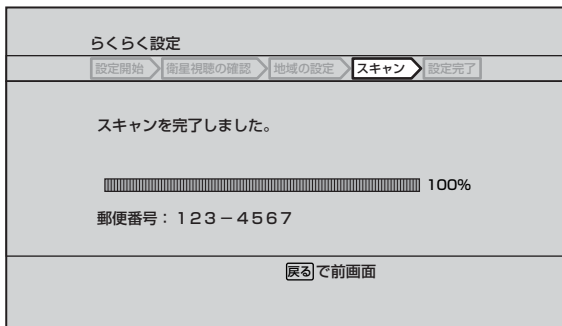 らくらく設定
設定開始 衛星視聴の確認 地域の設定 スキャン 設定完了
スキャンを完了しました。
100%
郵便番号：１２３－４５６７
戻るで前画面